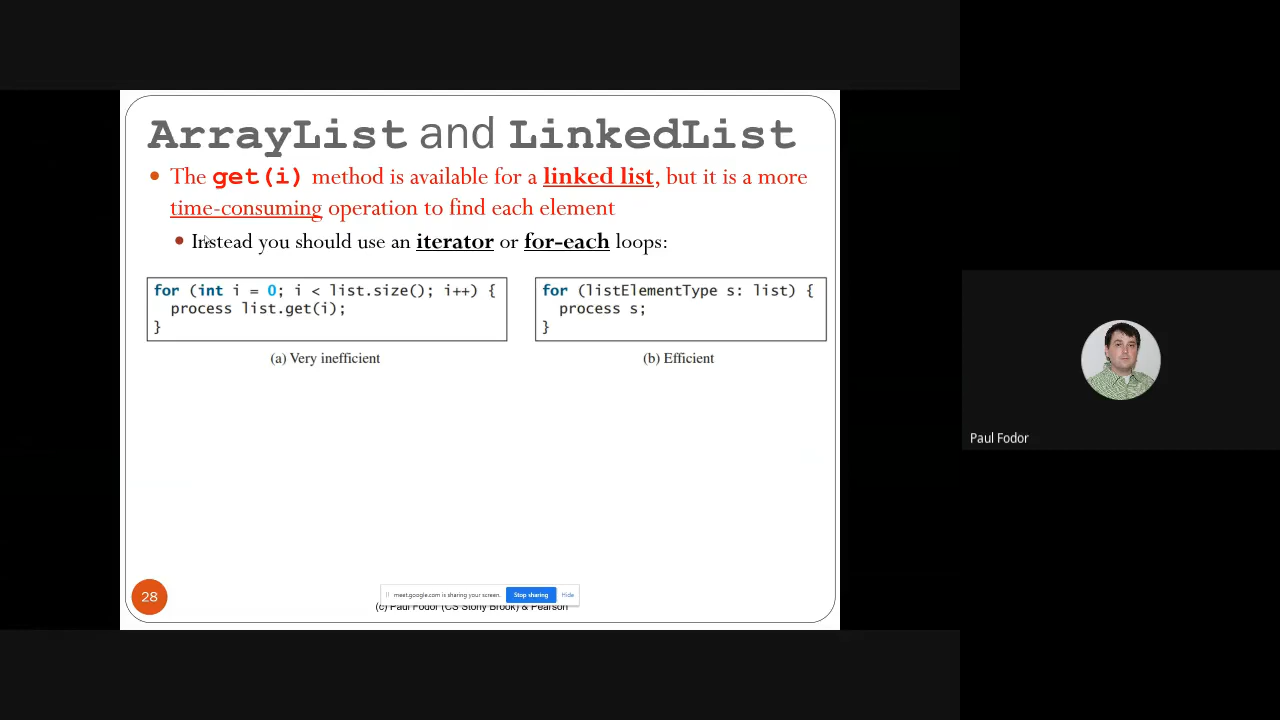 ArrayList and LinkedList
• The get(i) method is available for a linked list, but it is a more
time-consuming operation to find each element
• Instead you should use an iterator or for-each loops:
for (int i = 0; i < list.size(); i++) {
process list.get(i);
}
(a) Very inefficient
for (listElementType s: list) {
process s;
}
(b) Efficient
Paul Fodor
28
meet.google.com is sharing your screen. Stop sharing Hide
(c) Paul Fodor (CS Stony Brook) & Pearson